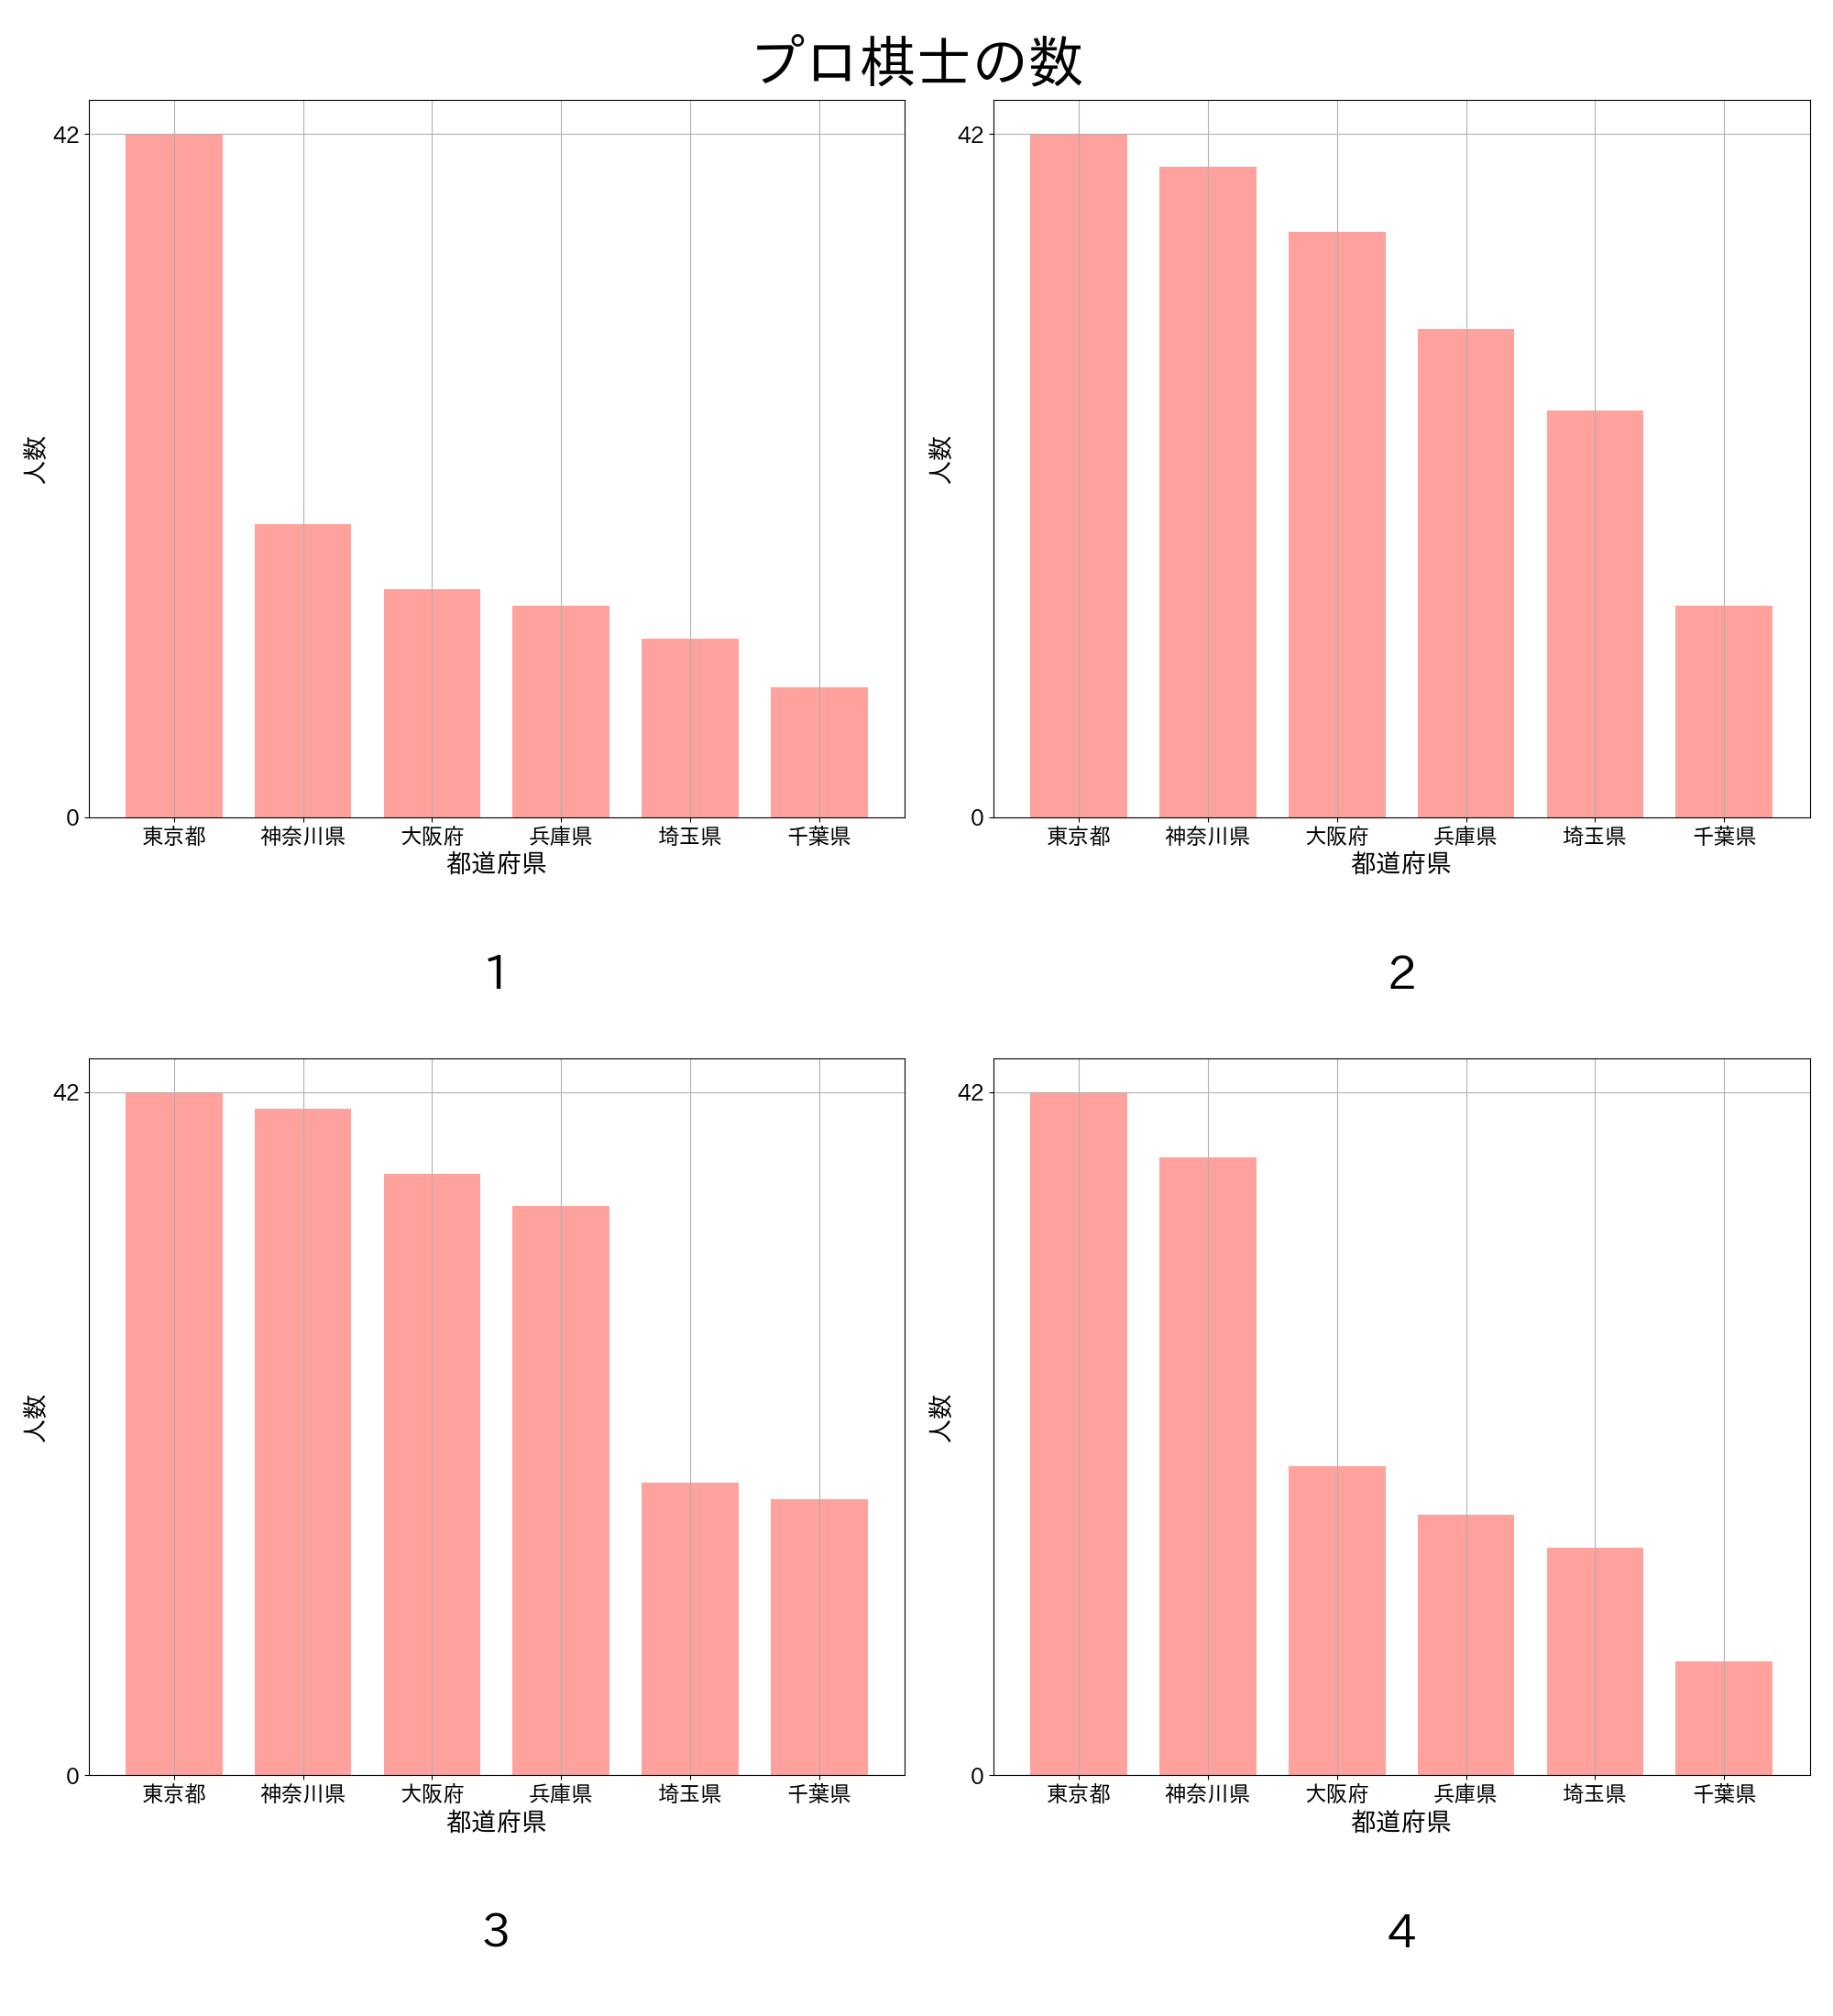 プロ棋士の数
42
0
人数
東京都 神奈川県 大阪府 兵庫県 埼玉県 千葉県
都道府県
1
42
0
人数
東京都 神奈川県 大阪府 兵庫県 埼玉県 千葉県
都道府県
2
42
0
人数
東京都 神奈川県 大阪府 兵庫県 埼玉県 千葉県
都道府県
3
42
0
人数
東京都 神奈川県 大阪府 兵庫県 埼玉県 千葉県
都道府県
4